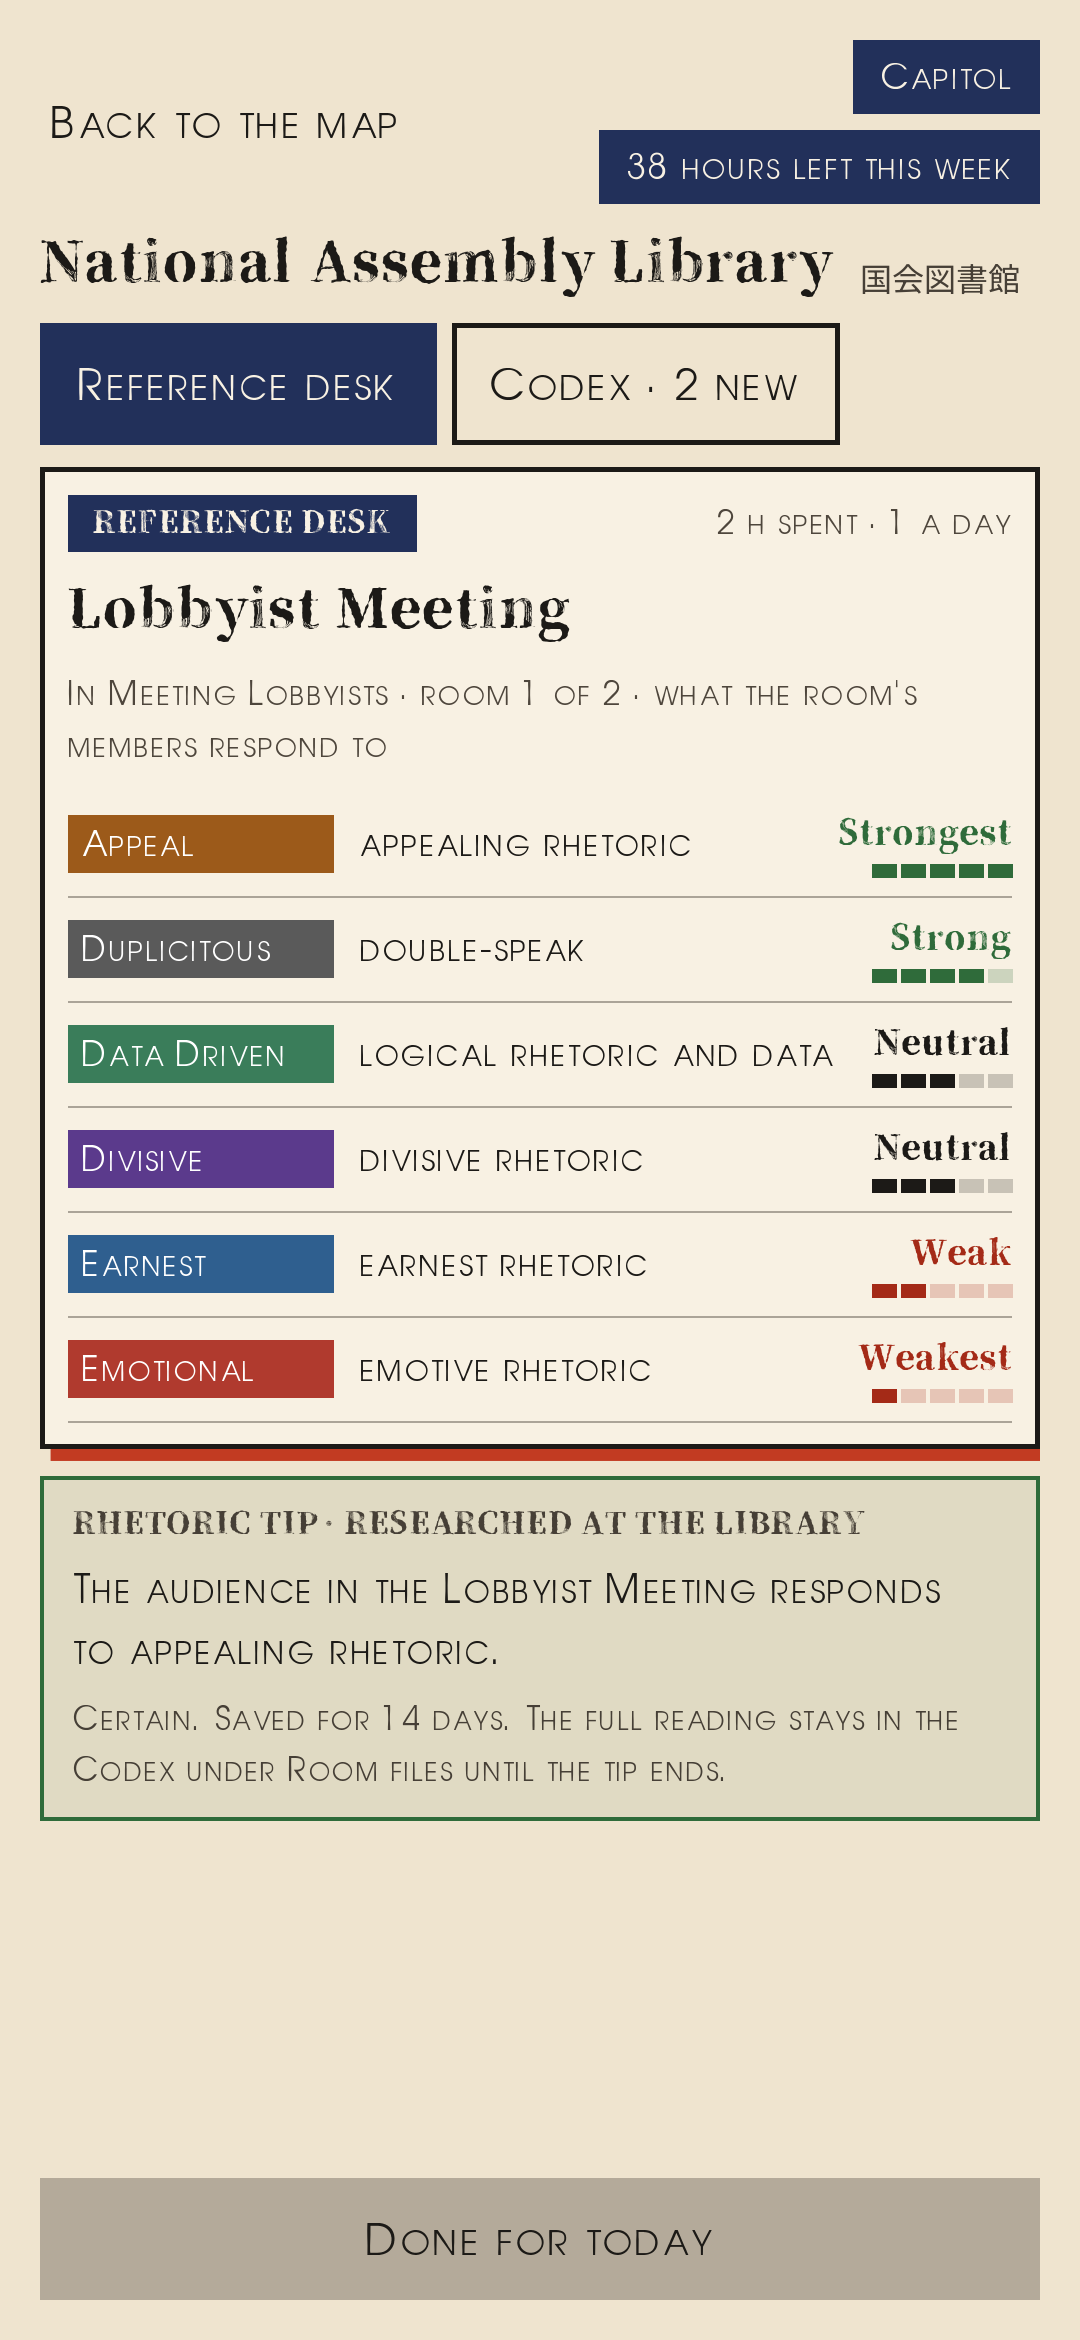 Capitol
Back to the map
38 hours left this week
National Assembly Library 国会図書館
Reference desk
Codex · 2 new
REFERENCE DESK
2 h spent · 1 a day
Lobbyist Meeting
In Meeting Lobbyists · room 1 of 2 · what the room's
members respond to
Appeal appealing rhetoric Strongest
Duplicitous double-speak Strong
Data Driven logical rhetoric and data Neutral
Divisive divisive rhetoric Neutral
Earnest earnest rhetoric Weak
Emotional emotive rhetoric Weakest
RHETORIC TIP · RESEARCHED AT THE LIBRARY
The audience in the Lobbyist Meeting responds
to appealing rhetoric.
Certain. Saved for 14 days. The full reading stays in the
Codex under Room files until the tip ends.
Done for today